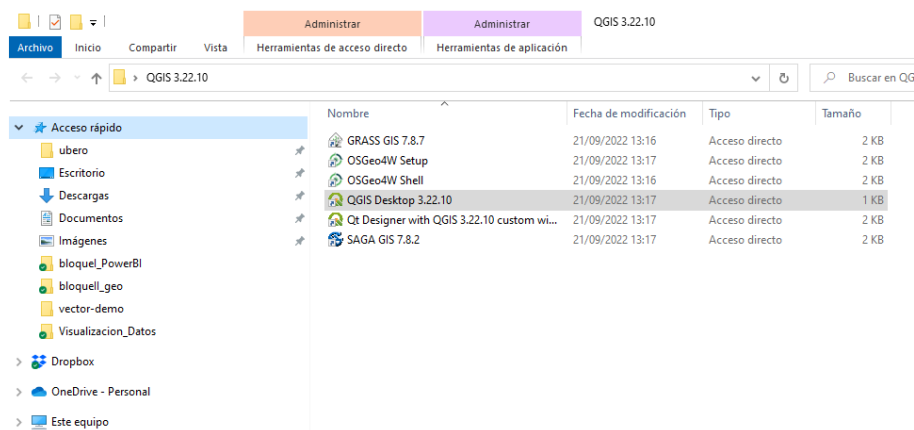 Administrar Administrar QGIS 3.22.10
Archivo Inicio Compartir Vista Herramientas de acceso directo Herramientas de aplicación
QGIS 3.22.10 Buscar en QG
Nombre Fecha de modificación Tipo Tamaño
Acceso rápido
ubero
Escritorio
Descargas
Documentos
Imágenes
bloqueI_PowerBI
bloqueII_geo
vector-demo
Visualizacion_Datos
Dropbox
OneDrive - Personal
Este equipo
GRASS GIS 7.8.7 21/09/2022 13:16 Acceso directo 2 KB
OSGeo4W Setup 21/09/2022 13:17 Acceso directo 2 KB
OSGeo4W Shell 21/09/2022 13:16 Acceso directo 2 KB
QGIS Desktop 3.22.10 21/09/2022 13:17 Acceso directo 1 KB
Qt Designer with QGIS 3.22.10 custom wi... 21/09/2022 13:17 Acceso directo 2 KB
SAGA GIS 7.8.2 21/09/2022 13:17 Acceso directo 2 KB